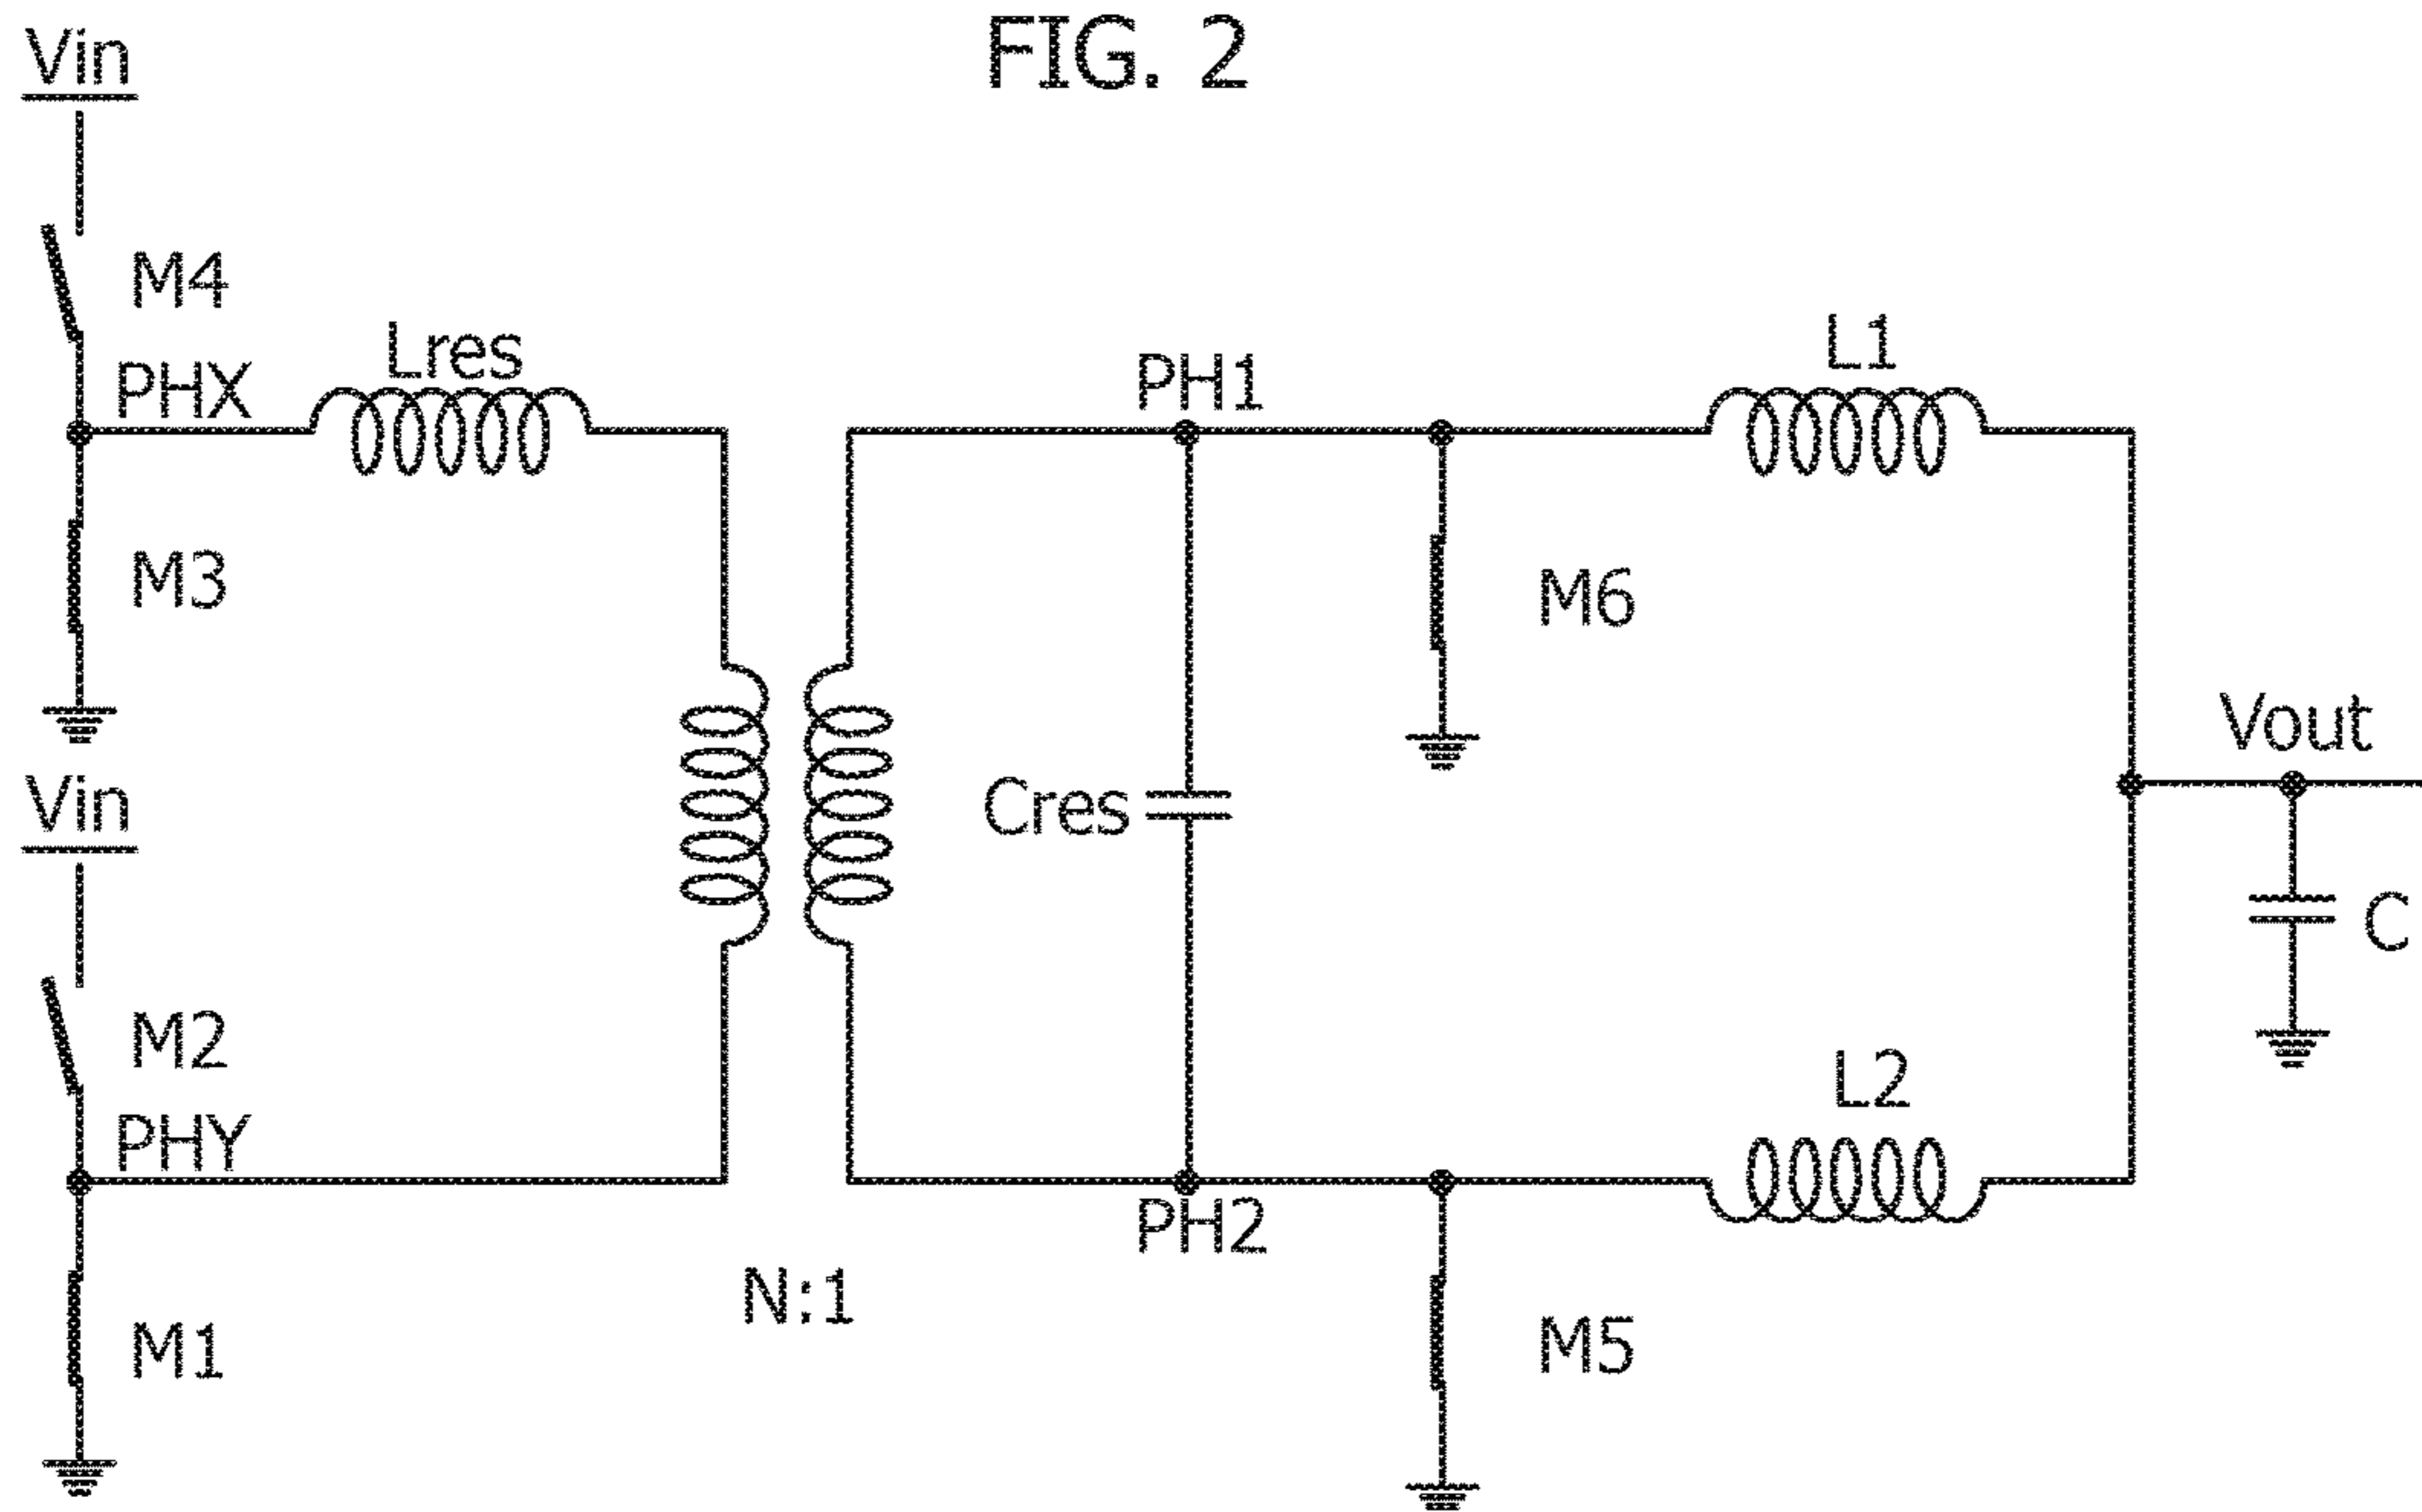 FIG. 2
Vin
M4
PHX
Lres
PH1
L1
M3
M6
Vout
Vin
Cres
C
M2
L2
PHY
PH2
N:1
M1
M5